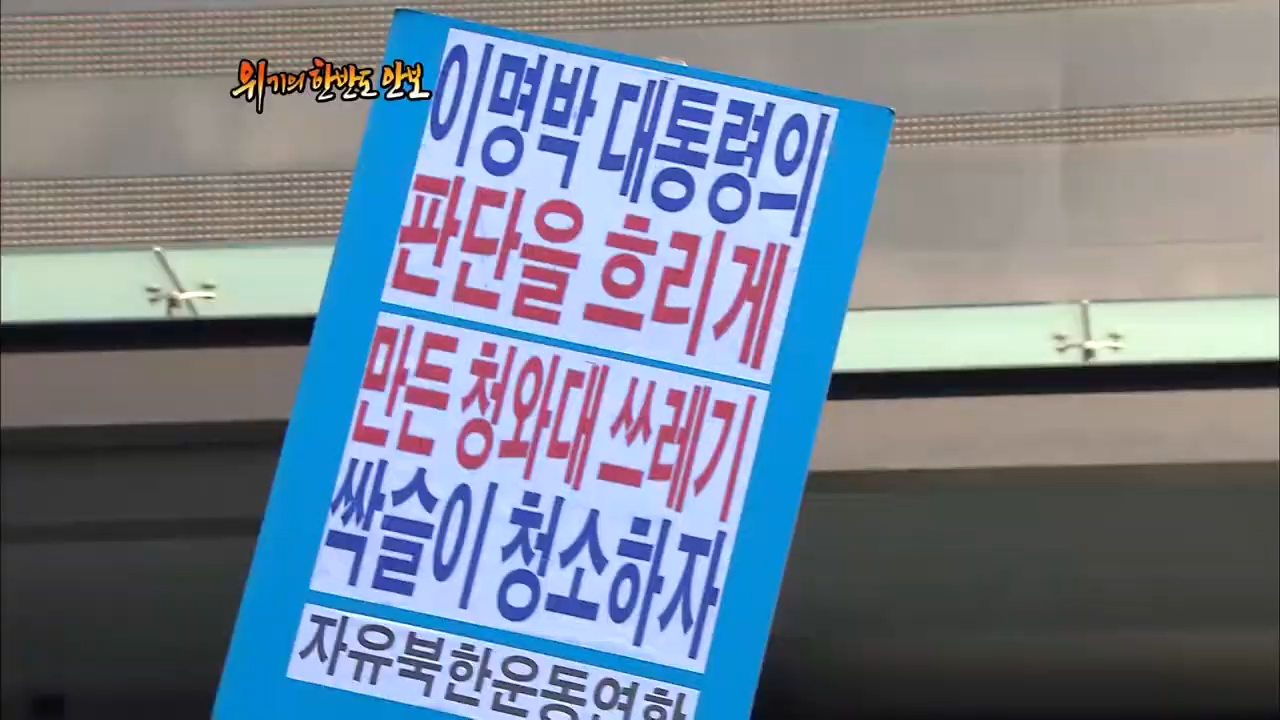 위기의 한반도 안보
이명박 대통령의
판단을 흐리게
만든 청와대 쓰레기
싹슬이 청소하자
자유북한운동연합